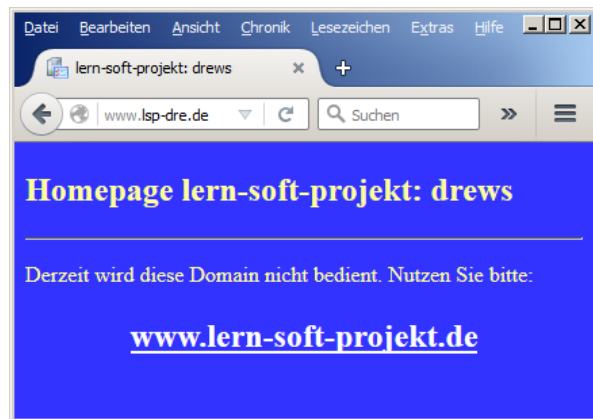 Datei Bearbeiten Ansicht Chronik Lesezeichen Extras Hilfe
lern-soft-projekt: drews
www.lsp-dre.de Suchen
Homepage lern-soft-projekt: drews
Derzeit wird diese Domain nicht bedient. Nutzen Sie bitte:
www.lern-soft-projekt.de